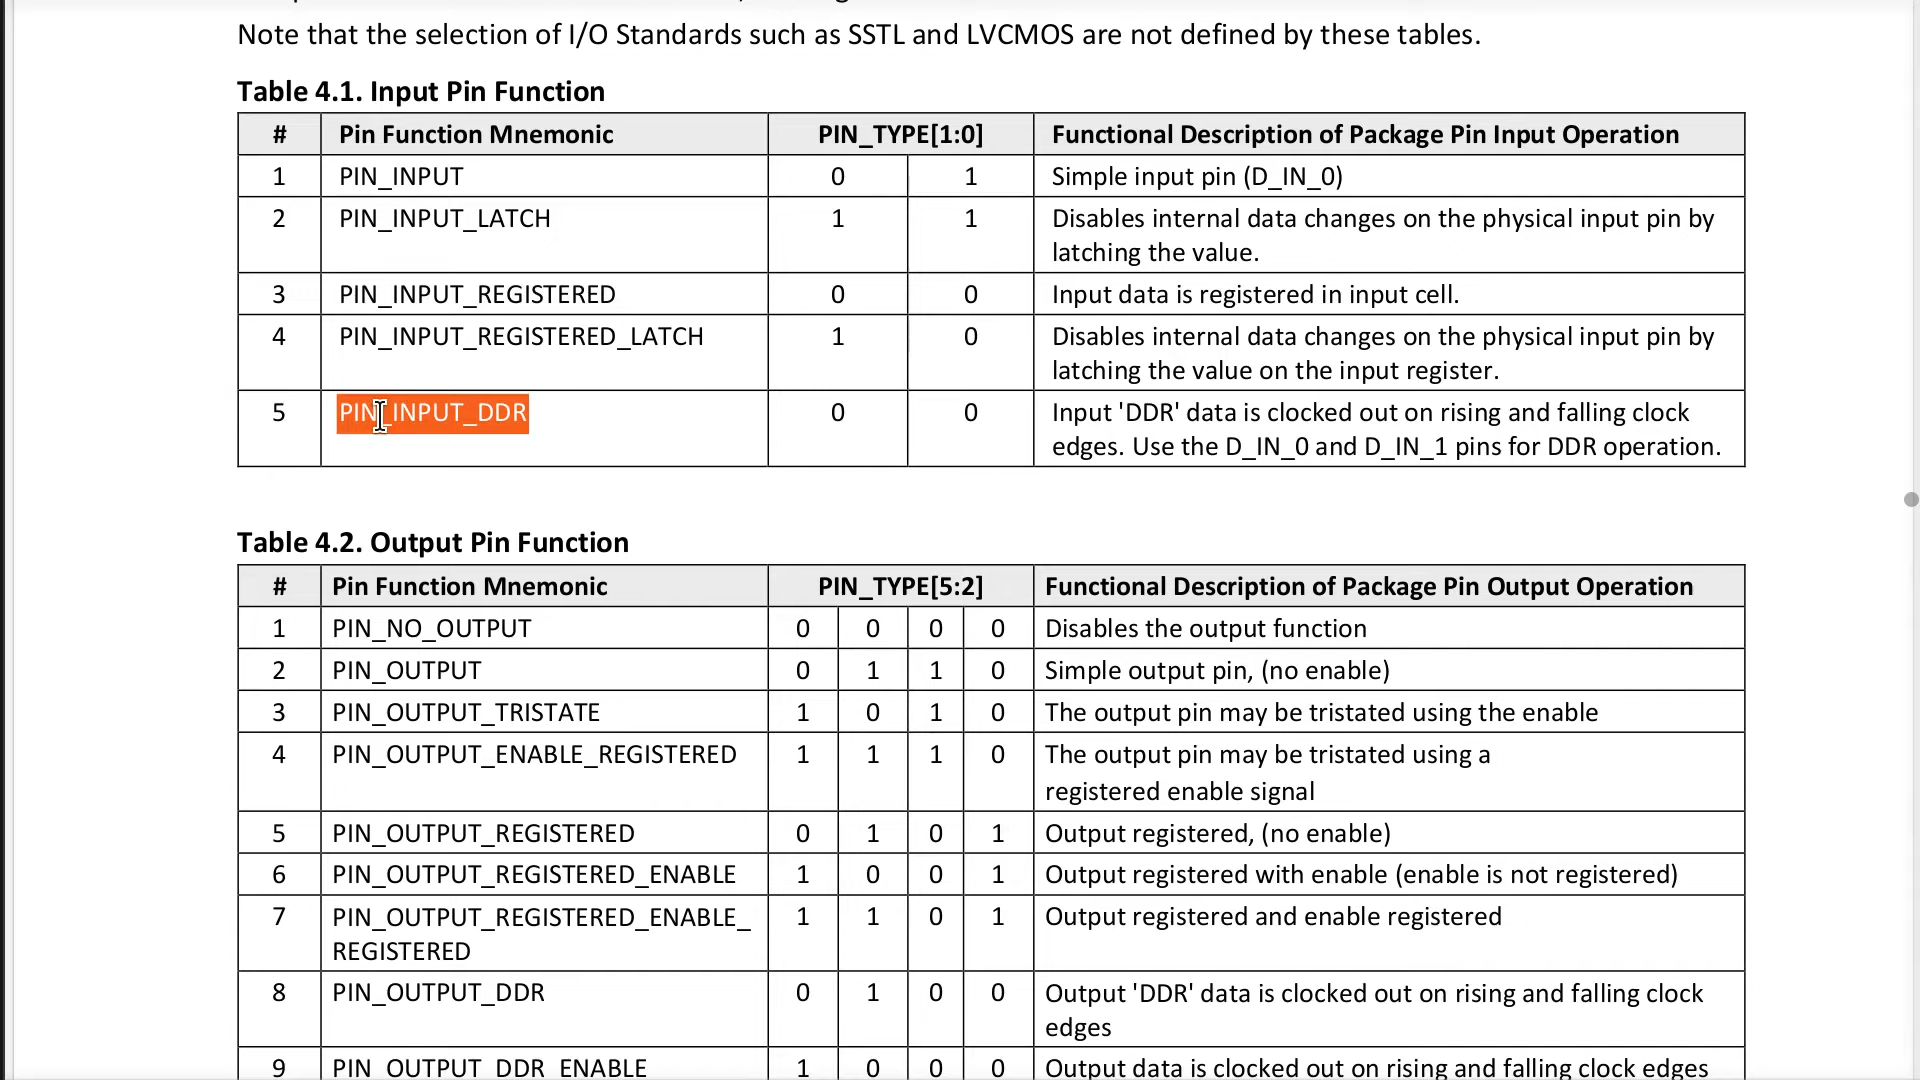 Note that the selection of I/O Standards such as SSTL and LVCMOS are not defined by these tables.
Table 4.1. Input Pin Function
# Pin Function Mnemonic PIN_TYPE[1:0] Functional Description of Package Pin Input Operation
1 PIN_INPUT 0 1 Simple input pin (D_IN_0)
2 PIN_INPUT_LATCH 1 1 Disables internal data changes on the physical input pin by
latching the value.
3 PIN_INPUT_REGISTERED 0 0 Input data is registered in input cell.
4 PIN_INPUT_REGISTERED_LATCH 1 0 Disables internal data changes on the physical input pin by
latching the value on the input register.
5 PIN_INPUT_DDR 0 0 Input 'DDR' data is clocked out on rising and falling clock
edges. Use the D_IN_0 and D_IN_1 pins for DDR operation.
Table 4.2. Output Pin Function
# Pin Function Mnemonic PIN_TYPE[5:2] Functional Description of Package Pin Output Operation
1 PIN_NO_OUTPUT 0 0 0 0 Disables the output function
2 PIN_OUTPUT 0 1 1 0 Simple output pin, (no enable)
3 PIN_OUTPUT_TRISTATE 1 0 1 0 The output pin may be tristated using the enable
4 PIN_OUTPUT_ENABLE_REGISTERED 1 1 1 0 The output pin may be tristated using a
registered enable signal
5 PIN_OUTPUT_REGISTERED 0 1 0 1 Output registered, (no enable)
6 PIN_OUTPUT_REGISTERED_ENABLE 1 0 0 1 Output registered with enable (enable is not registered)
7 PIN_OUTPUT_REGISTERED_ENABLE_ 1 1 0 1 Output registered and enable registered
REGISTERED
8 PIN_OUTPUT_DDR 0 1 0 0 Output 'DDR' data is clocked out on rising and falling clock
edges
9 PIN_OUTPUT_DDR_ENABLE 1 0 0 0 Output data is clocked out on rising and falling clock edges